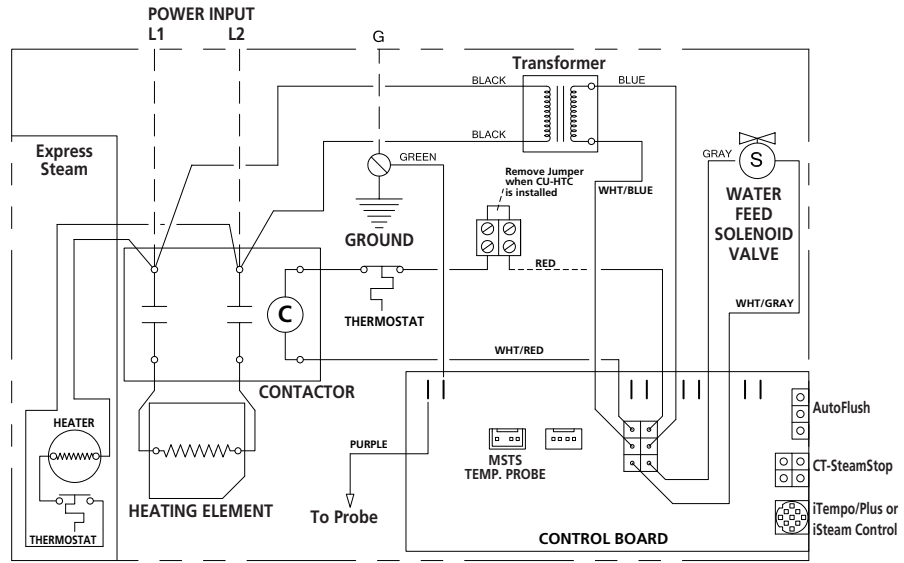 POWER INPUT
L1
L2
G
Transformer
BLACK
BLUE
Express
Steam
BLACK
GREEN
Remove Jumper
when CU-HTC
is installed
WHT/BLUE
GRAY
S
WATER
FEED
SOLENOID
VALVE
GROUND
RED
C
THERMOSTAT
WHT/GRAY
WHT/RED
CONTACTOR
HEATER
PURPLE
MSTS
TEMP. PROBE
AutoFlush
CT-SteamStop
HEATING ELEMENT
To Probe
iTempo/Plus or
iSteam Control
THERMOSTAT
CONTROL BOARD